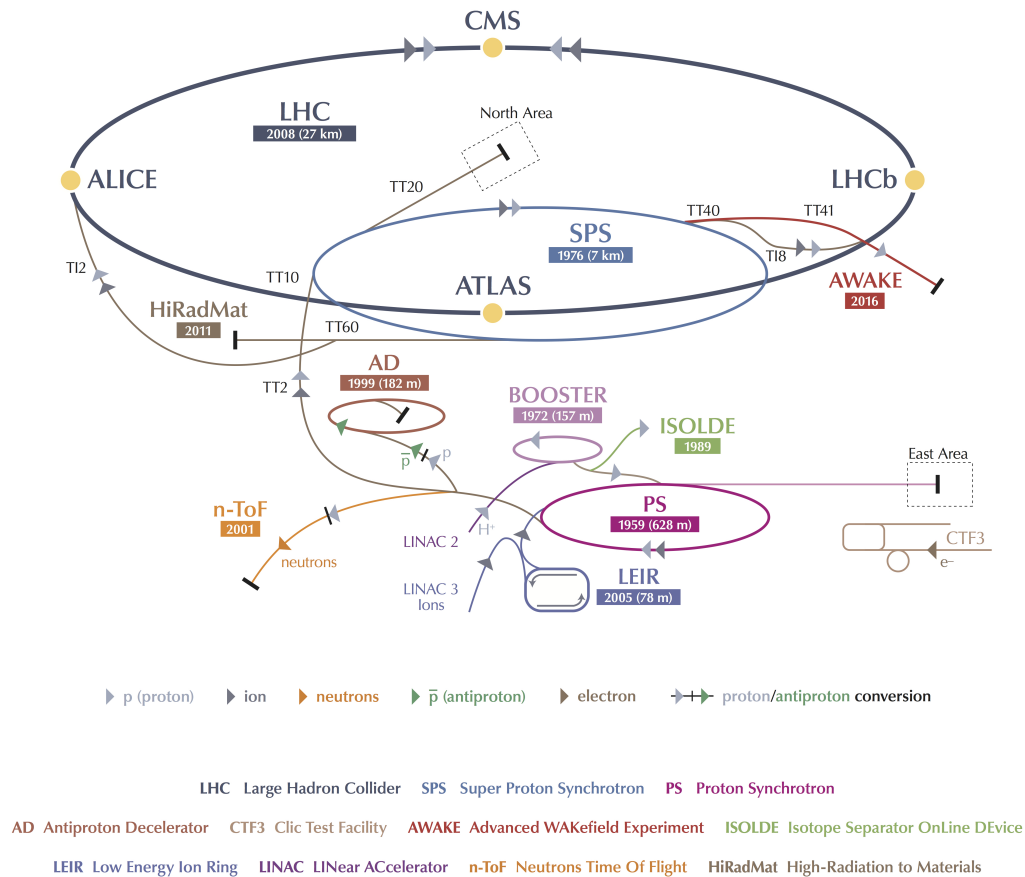 CMS
LHC
2008 (27 km)
North Area
ALICE
TT20
LHCb
TT40
TT41
SPS
1976 (7 km)
TI2
TT10
TI8
ATLAS
AWAKE
2016
HiRadMat
2011
TT60
AD
1999 (182 m)
TT2
BOOSTER
1972 (157 m)
ISOLDE
1989
p̅
p
East Area
n-ToF
2001
PS
1959 (628 m)
H⁺
LINAC 2
neutrons
CTF3
e⁻
LEIR
2005 (78 m)
LINAC 3
Ions
p (proton)
ion
neutrons
p̅ (antiproton)
electron
proton/antiproton conversion
LHC Large Hadron Collider SPS Super Proton Synchrotron PS Proton Synchrotron
AD Antiproton Decelerator CTF3 Clic Test Facility AWAKE Advanced WAKefield Experiment ISOLDE Isotope Separator OnLine DEvice
LEIR Low Energy Ion Ring LINAC LINear ACcelerator n-ToF Neutrons Time Of Flight HiRadMat High-Radiation to Materials